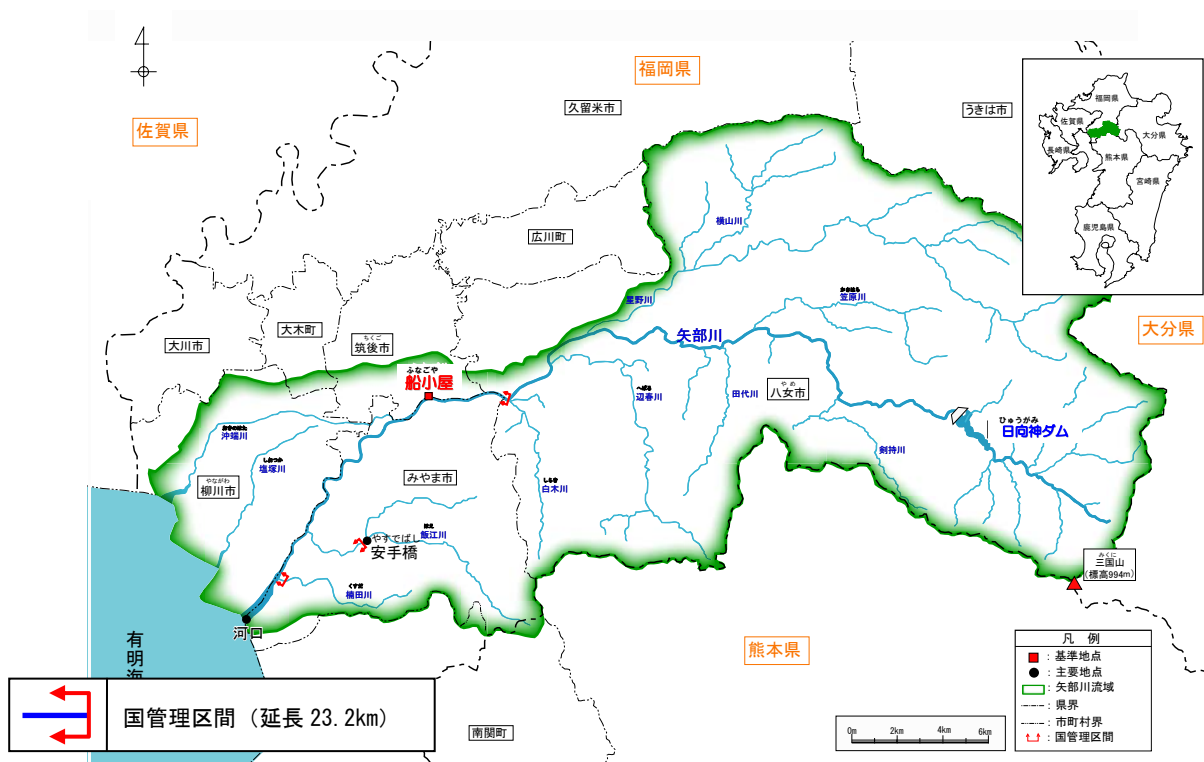 4
福岡県
久留米市
うきは市
佐賀県
福岡県
佐賀県
大分県
長崎県
熊本県
宮崎県
鹿児島県
横山川
広川町
星野川
かさはら
笠原川
大分県
大木町
大川市
ちくご
筑後市
矢部川
ふなごや
船小屋
へばる
辺春川
田代川
やめ
八女市
ひゅうがみ
日向神ダム
おきのはた
沖端川
しおつか
塩塚川
やながわ
柳川市
みやま市
剣持川
しらき
白木川
はえ
飯江川
やすでばし
安手橋
くすだ
楠田川
みくに
三国山
(標高994m)
河口
有明海
熊本県
南関町
国管理区間 (延長 23.2km)
0m 2km 4km 6km
凡 例
: 基準地点
: 主要地点
: 矢部川流域
: 県界
: 市町村界
: 国管理区間